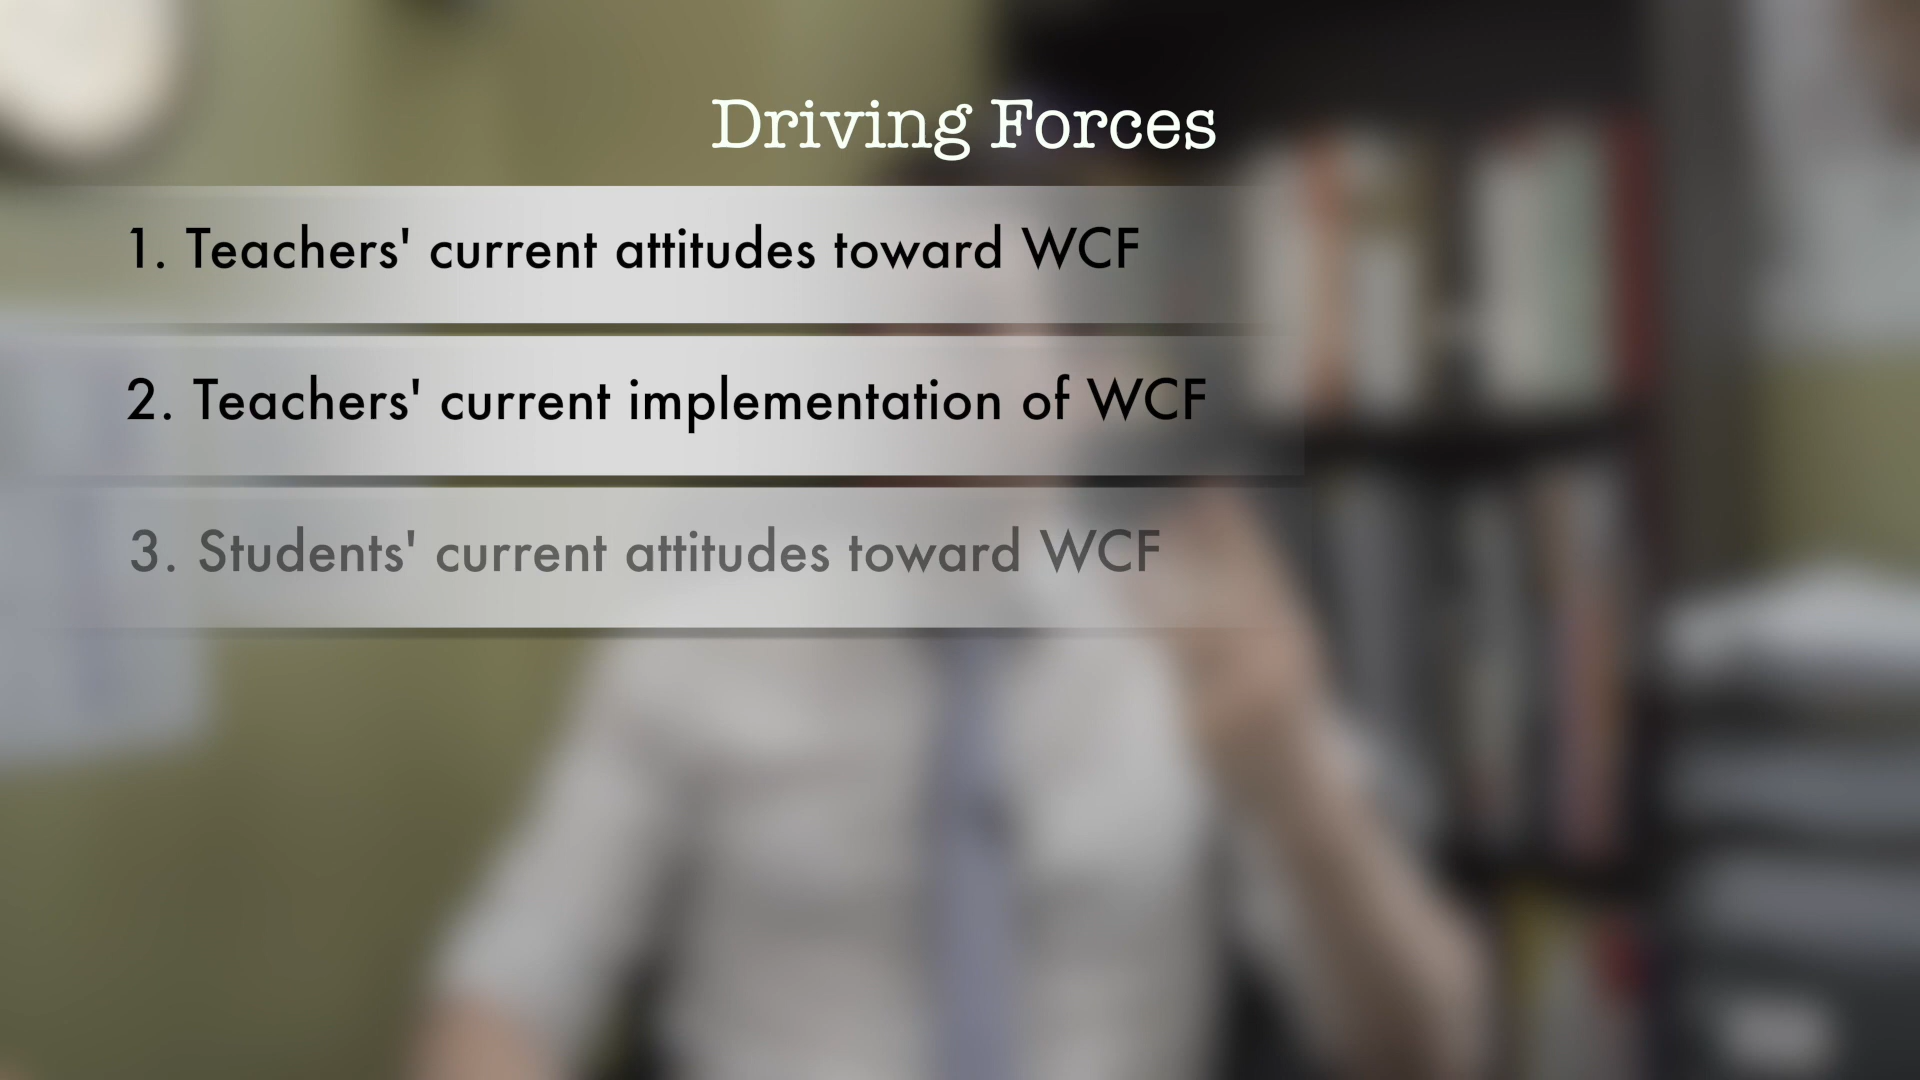 Driving Forces
1. Teachers' current attitudes toward WCF
2. Teachers' current implementation of WCF
3. Students' current attitudes toward WCF